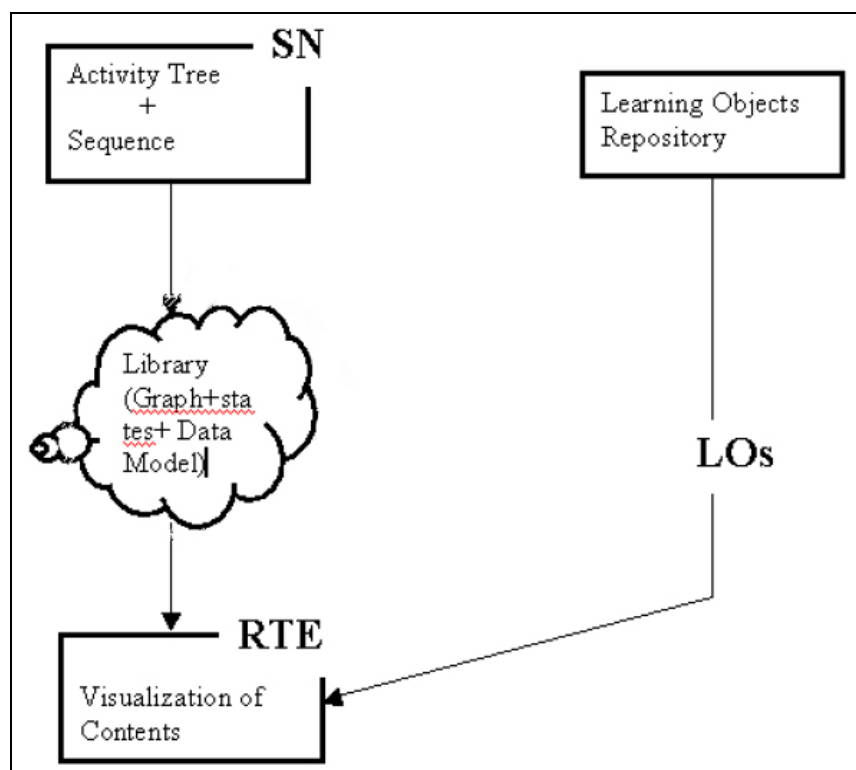 SN
Activity Tree
+
Sequence
Learning Objects
Repository
Library
(Graph+sta
tes+ Data
Model)
LOs
RTE
Visualization of
Contents